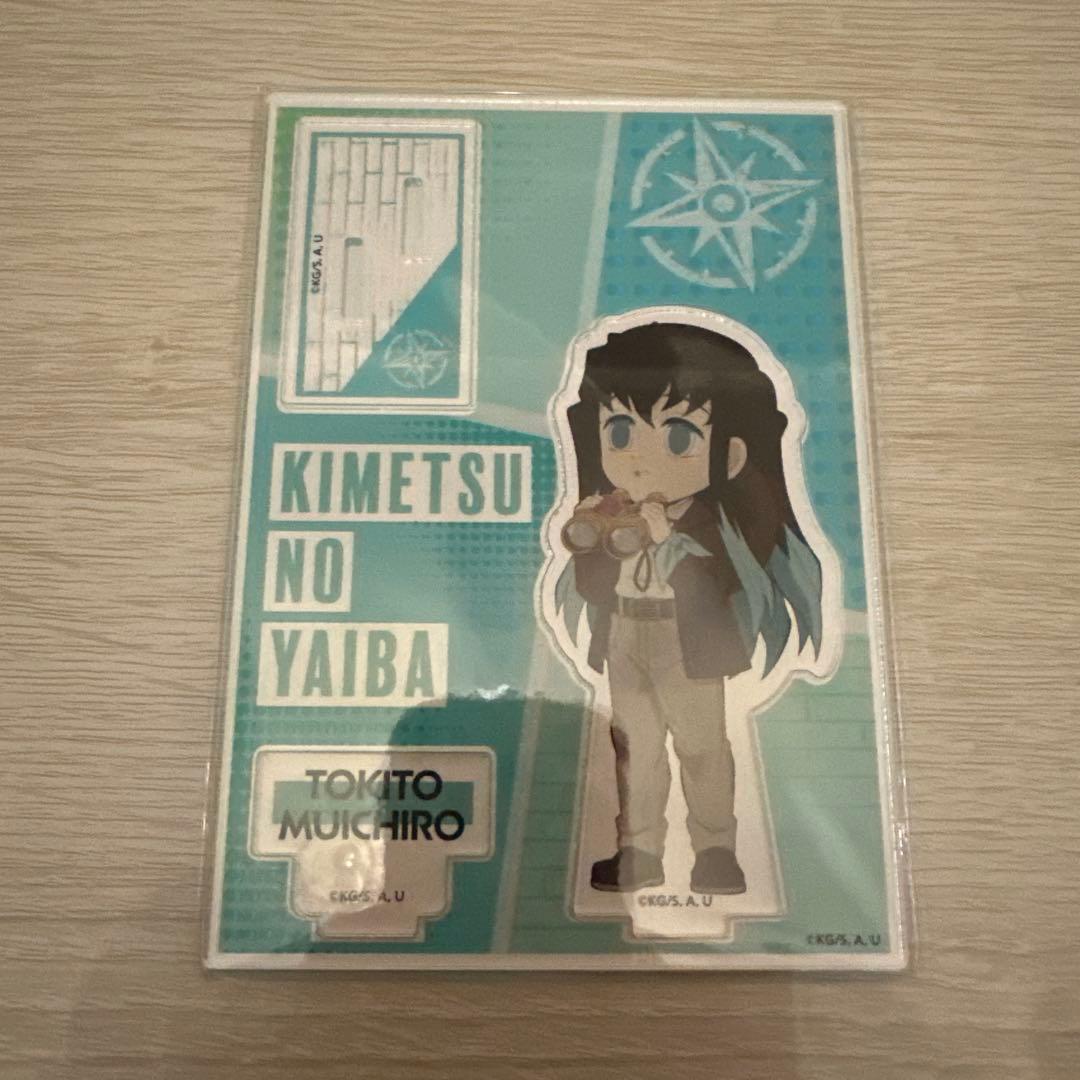 ©KG/S, A, U
KIMETSU
NO
YAIBA
TOKITO
MUICHIRO
©KG/S, A, U
©KG/S, A, U
©KG/S, A, U